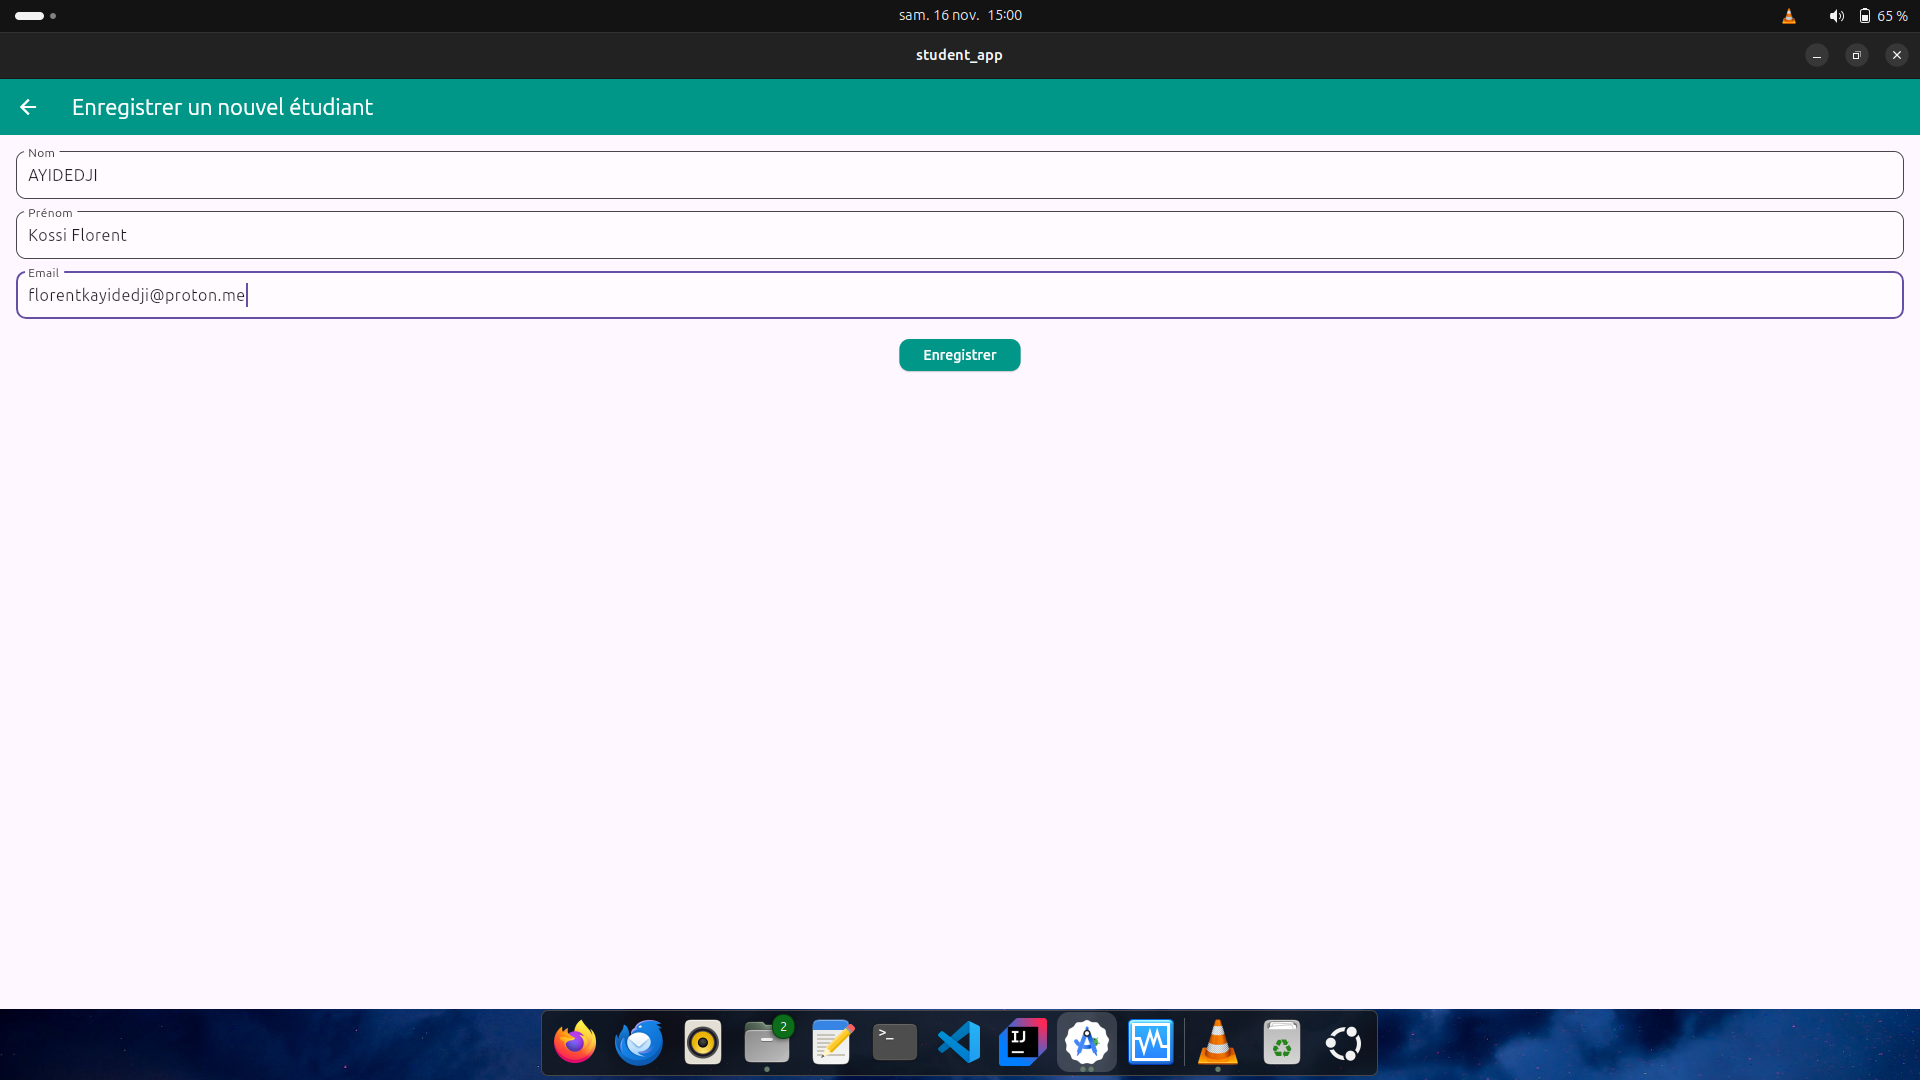 sam. 16 nov. 15:00
65 %
student_app
Enregistrer un nouvel étudiant
Nom
AYIDEDJI
Prénom
Kossi Florent
Email
florentkayidedji@proton.me
Enregistrer
2
>_
IJ